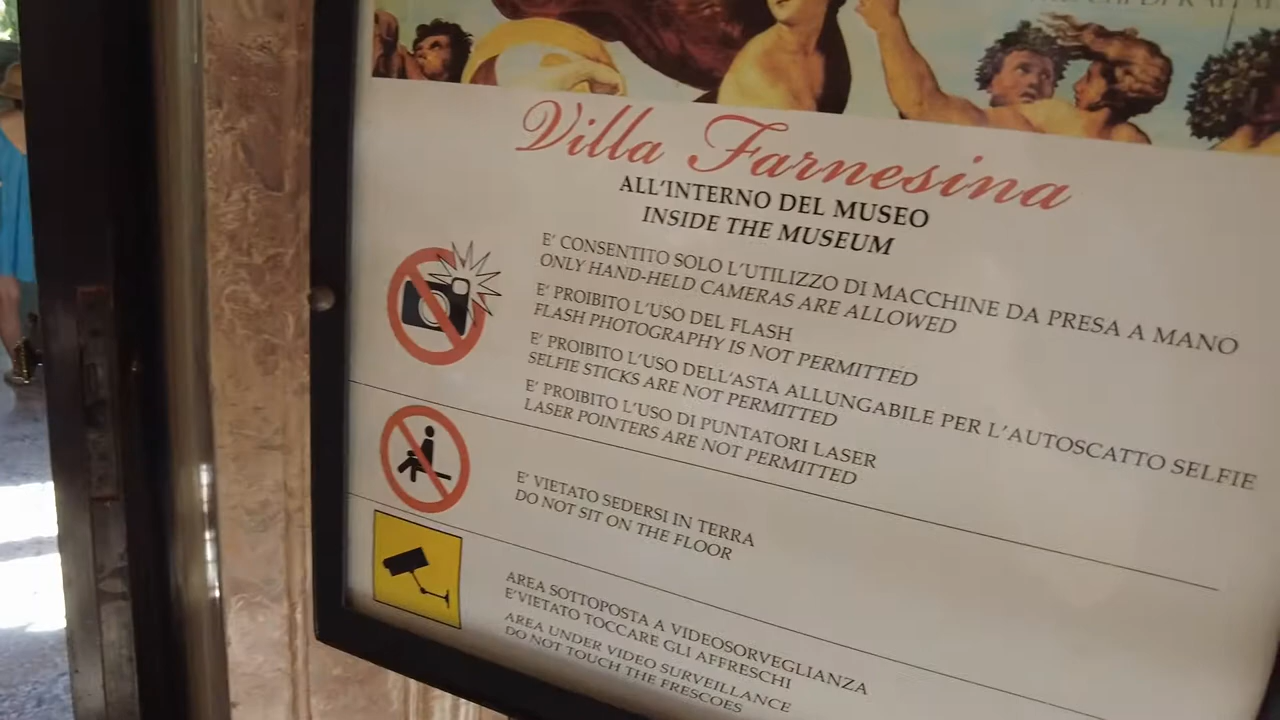 Villa Farnesina
ALL'INTERNO DEL MUSEO
INSIDE THE MUSEUM
E' CONSENTITO SOLO L'UTILIZZO DI MACCHINE DA PRESA A MANO
ONLY HAND-HELD CAMERAS ARE ALLOWED
E' PROIBITO L'USO DEL FLASH
FLASH PHOTOGRAPHY IS NOT PERMITTED
E' PROIBITO L'USO DELL'ASTA ALLUNGABILE PER L'AUTOSCATTO SELFIE
SELFIE STICKS ARE NOT PERMITTED
E' PROIBITO L'USO DI PUNTATORI LASER
LASER POINTERS ARE NOT PERMITTED
E' VIETATO SEDERSI IN TERRA
DO NOT SIT ON THE FLOOR
AREA SOTTOPOSTA A VIDEOSORVEGLIANZA
E'VIETATO TOCCARE GLI AFFRESCHI
AREA UNDER VIDEO SURVEILLANCE
DO NOT TOUCH THE FRESCOES